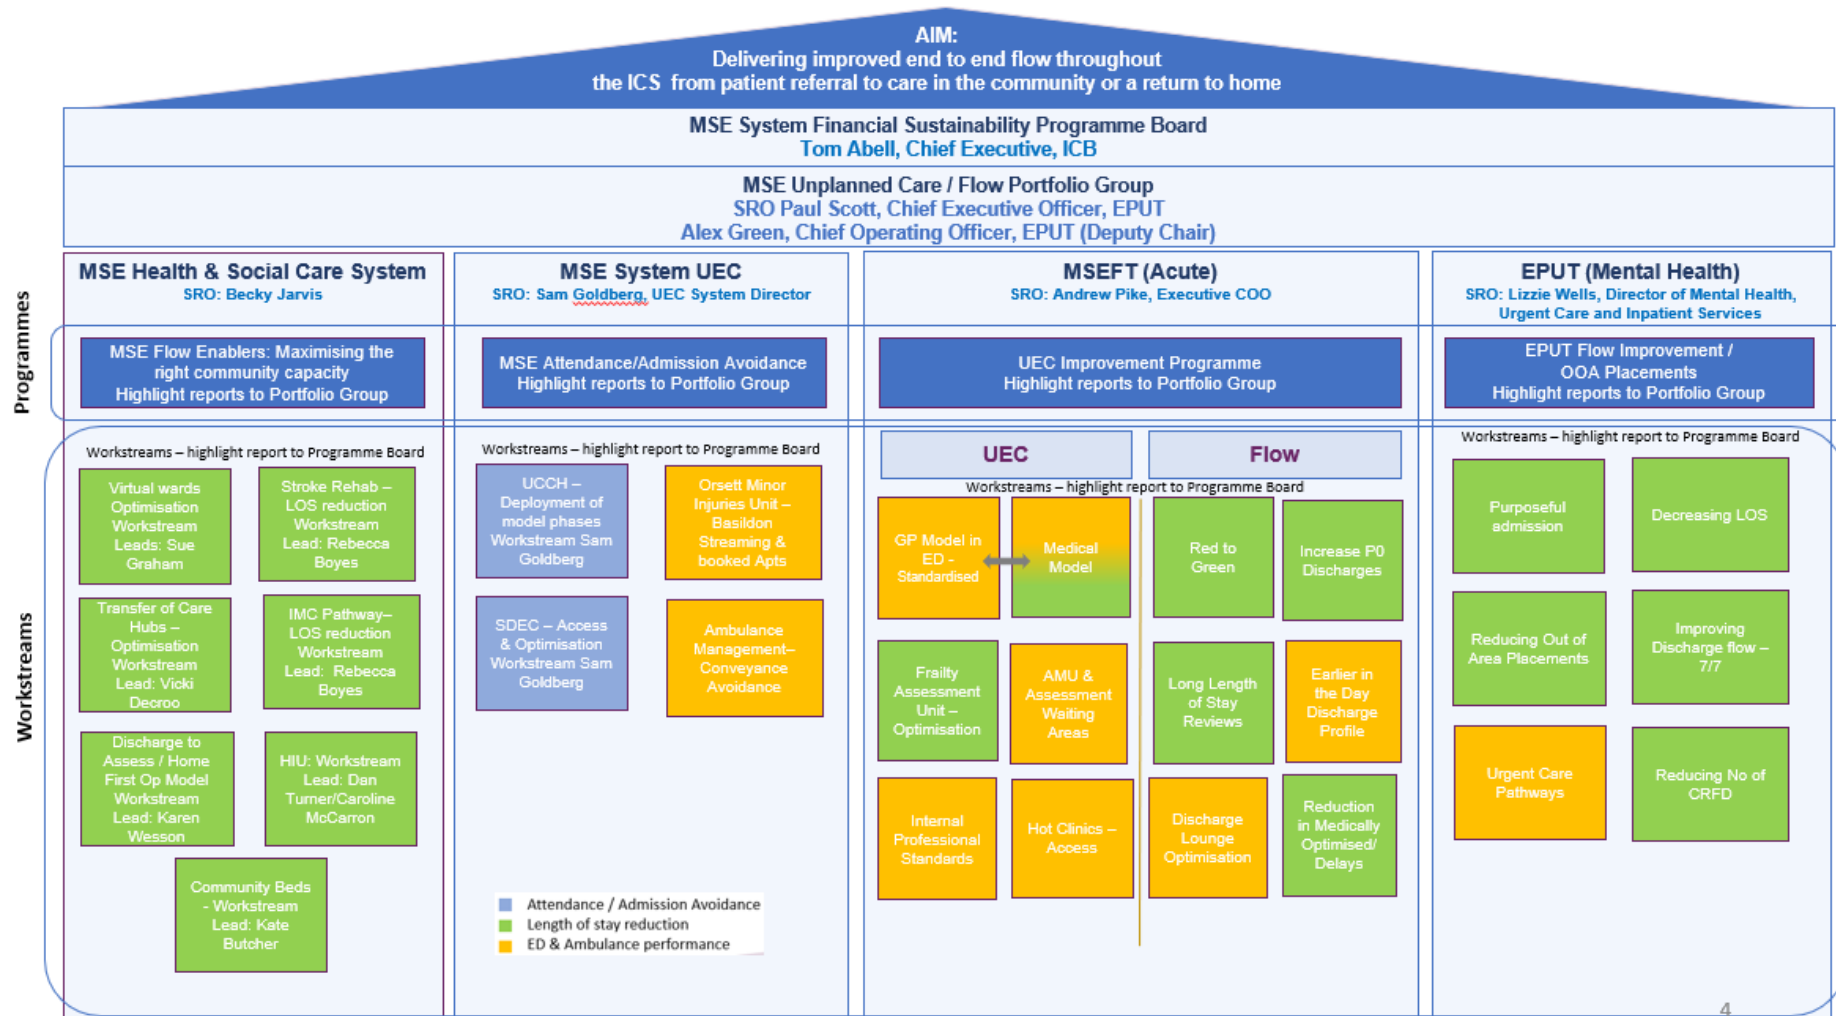 AIM:
Delivering improved end to end flow throughout
the ICS from patient referral to care in the community or a return to home
MSE System Financial Sustainability Programme Board
Tom Abell, Chief Executive, ICB
MSE Unplanned Care / Flow Portfolio Group
SRO Paul Scott, Chief Executive Officer, EPUT
Alex Green, Chief Operating Officer, EPUT (Deputy Chair)
Programmes
MSE Health & Social Care System
SRO: Becky Jarvis
MSE Flow Enablers: Maximising the
right community capacity
Highlight reports to Portfolio Group
MSE System UEC
SRO: Sam Goldberg, UEC System Director
MSE Attendance/Admission Avoidance
Highlight reports to Portfolio Group
MSEFT (Acute)
SRO: Andrew Pike, Executive COO
UEC Improvement Programme
Highlight reports to Portfolio Group
EPUT (Mental Health)
SRO: Lizzie Wells, Director of Mental Health,
Urgent Care and Inpatient Services
EPUT Flow Improvement /
OOA Placements
Highlight reports to Portfolio Group
Workstreams
Workstreams – highlight report to Programme Board
Virtual wards
Optimisation
Workstream
Leads: Sue
Graham
Stroke Rehab –
LOS reduction
Workstream
Lead: Rebecca
Boyes
Transfer of Care
Hubs –
Optimisation
Workstream
Lead: Vicki
Decroo
IMC Pathway–
LOS reduction
Workstream
Lead: Rebecca
Boyes
Discharge to
Assess / Home
First Op Model
Workstream
Lead: Karen
Wesson
HIU: Workstream
Lead: Dan
Turner/Caroline
McCarron
Community Beds
- Workstream
Lead: Kate
Butcher
Workstreams – highlight report to Programme Board
UCCH –
Deployment of
model phases
Workstream Sam
Goldberg
Orsett Minor
Injuries Unit –
Basildon
Streaming &
booked Apts
SDEC – Access
& Optimisation
Workstream Sam
Goldberg
Ambulance
Management–
Conveyance
Avoidance
Attendance / Admission Avoidance
Length of stay reduction
ED & Ambulance performance
UEC
Flow
Workstreams – highlight report to Programme Board
GP Model in
ED -
Standardised
Medical
Model
Red to
Green
Increase P0
Discharges
Frailty
Assessment
Unit –
Optimisation
AMU &
Assessment
Waiting
Areas
Long Length
of Stay
Reviews
Earlier in
the Day
Discharge
Profile
Internal
Professional
Standards
Hot Clinics –
Access
Discharge
Lounge
Optimisation
Reduction
in Medically
Optimised/
Delays
Workstreams – highlight report to Programme Board
Purposeful
admission
Decreasing LOS
Reducing Out of
Area Placements
Improving
Discharge flow –
7/7
Urgent Care
Pathways
Reducing No of
CRFD
4